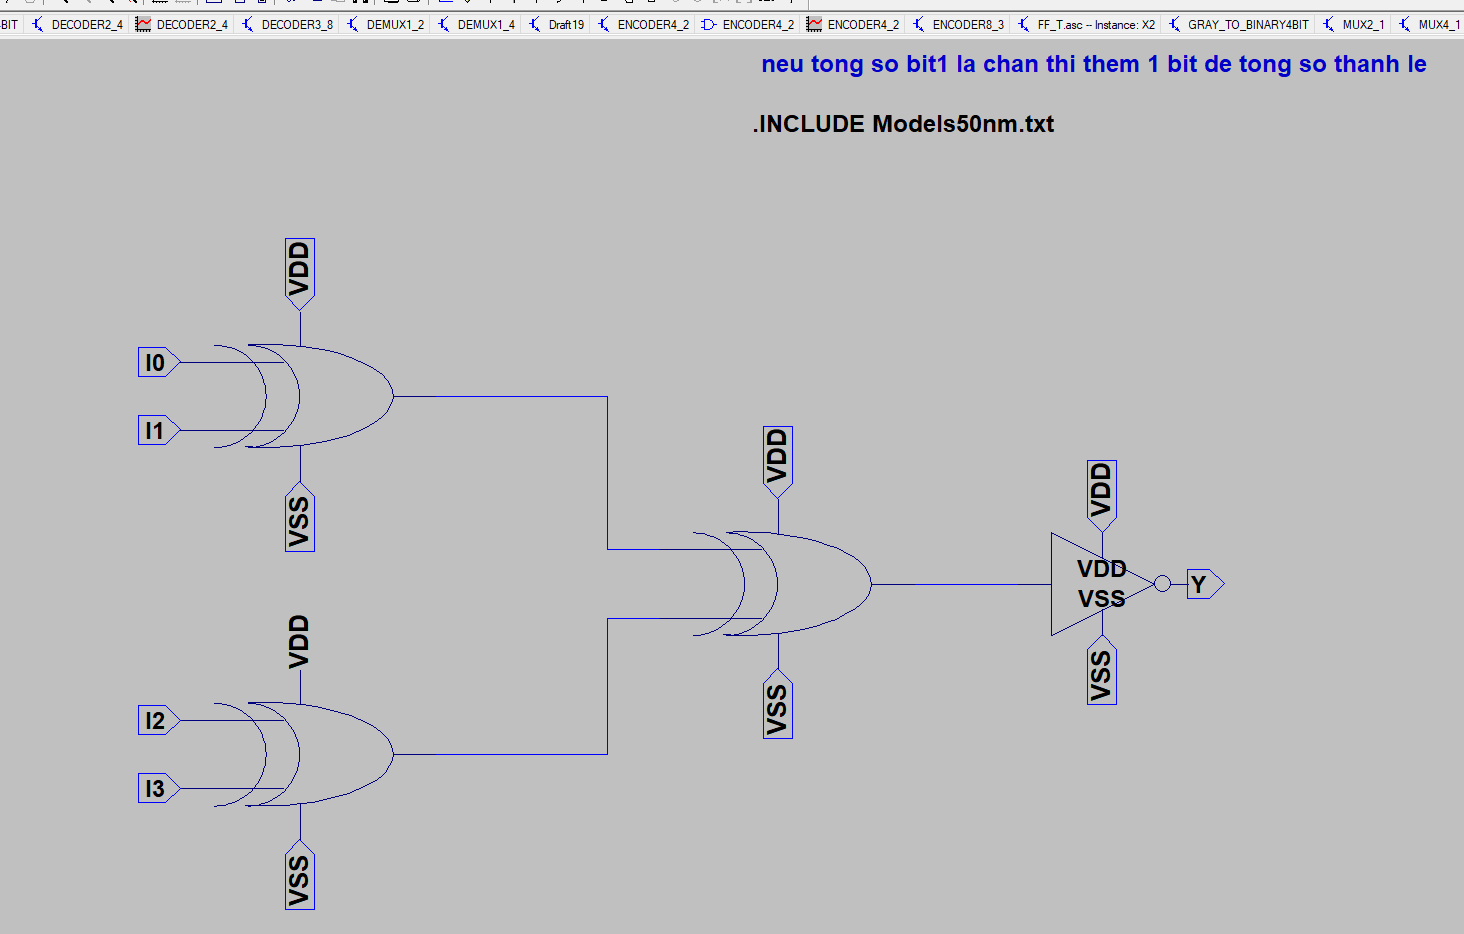 BIT DECODER2_4 DECODER2_4 DECODER3_8 DEMUX1_2 DEMUX1_4 Draft19 ENCODER4_2 ENCODER4_2 ENCODER4_2 ENCODER8_3 FF_T.asc -- Instance: X2 GRAY_TO_BINARY4BIT MUX2_1 MUX4_1
neu tong so bit1 la chan thi them 1 bit de tong so thanh le
.INCLUDE Models50nm.txt
VDD
I0
I1
VSS
VDD
VDD
VDD
VSS
Y
VSS
VSS
VDD
I2
I3
VSS